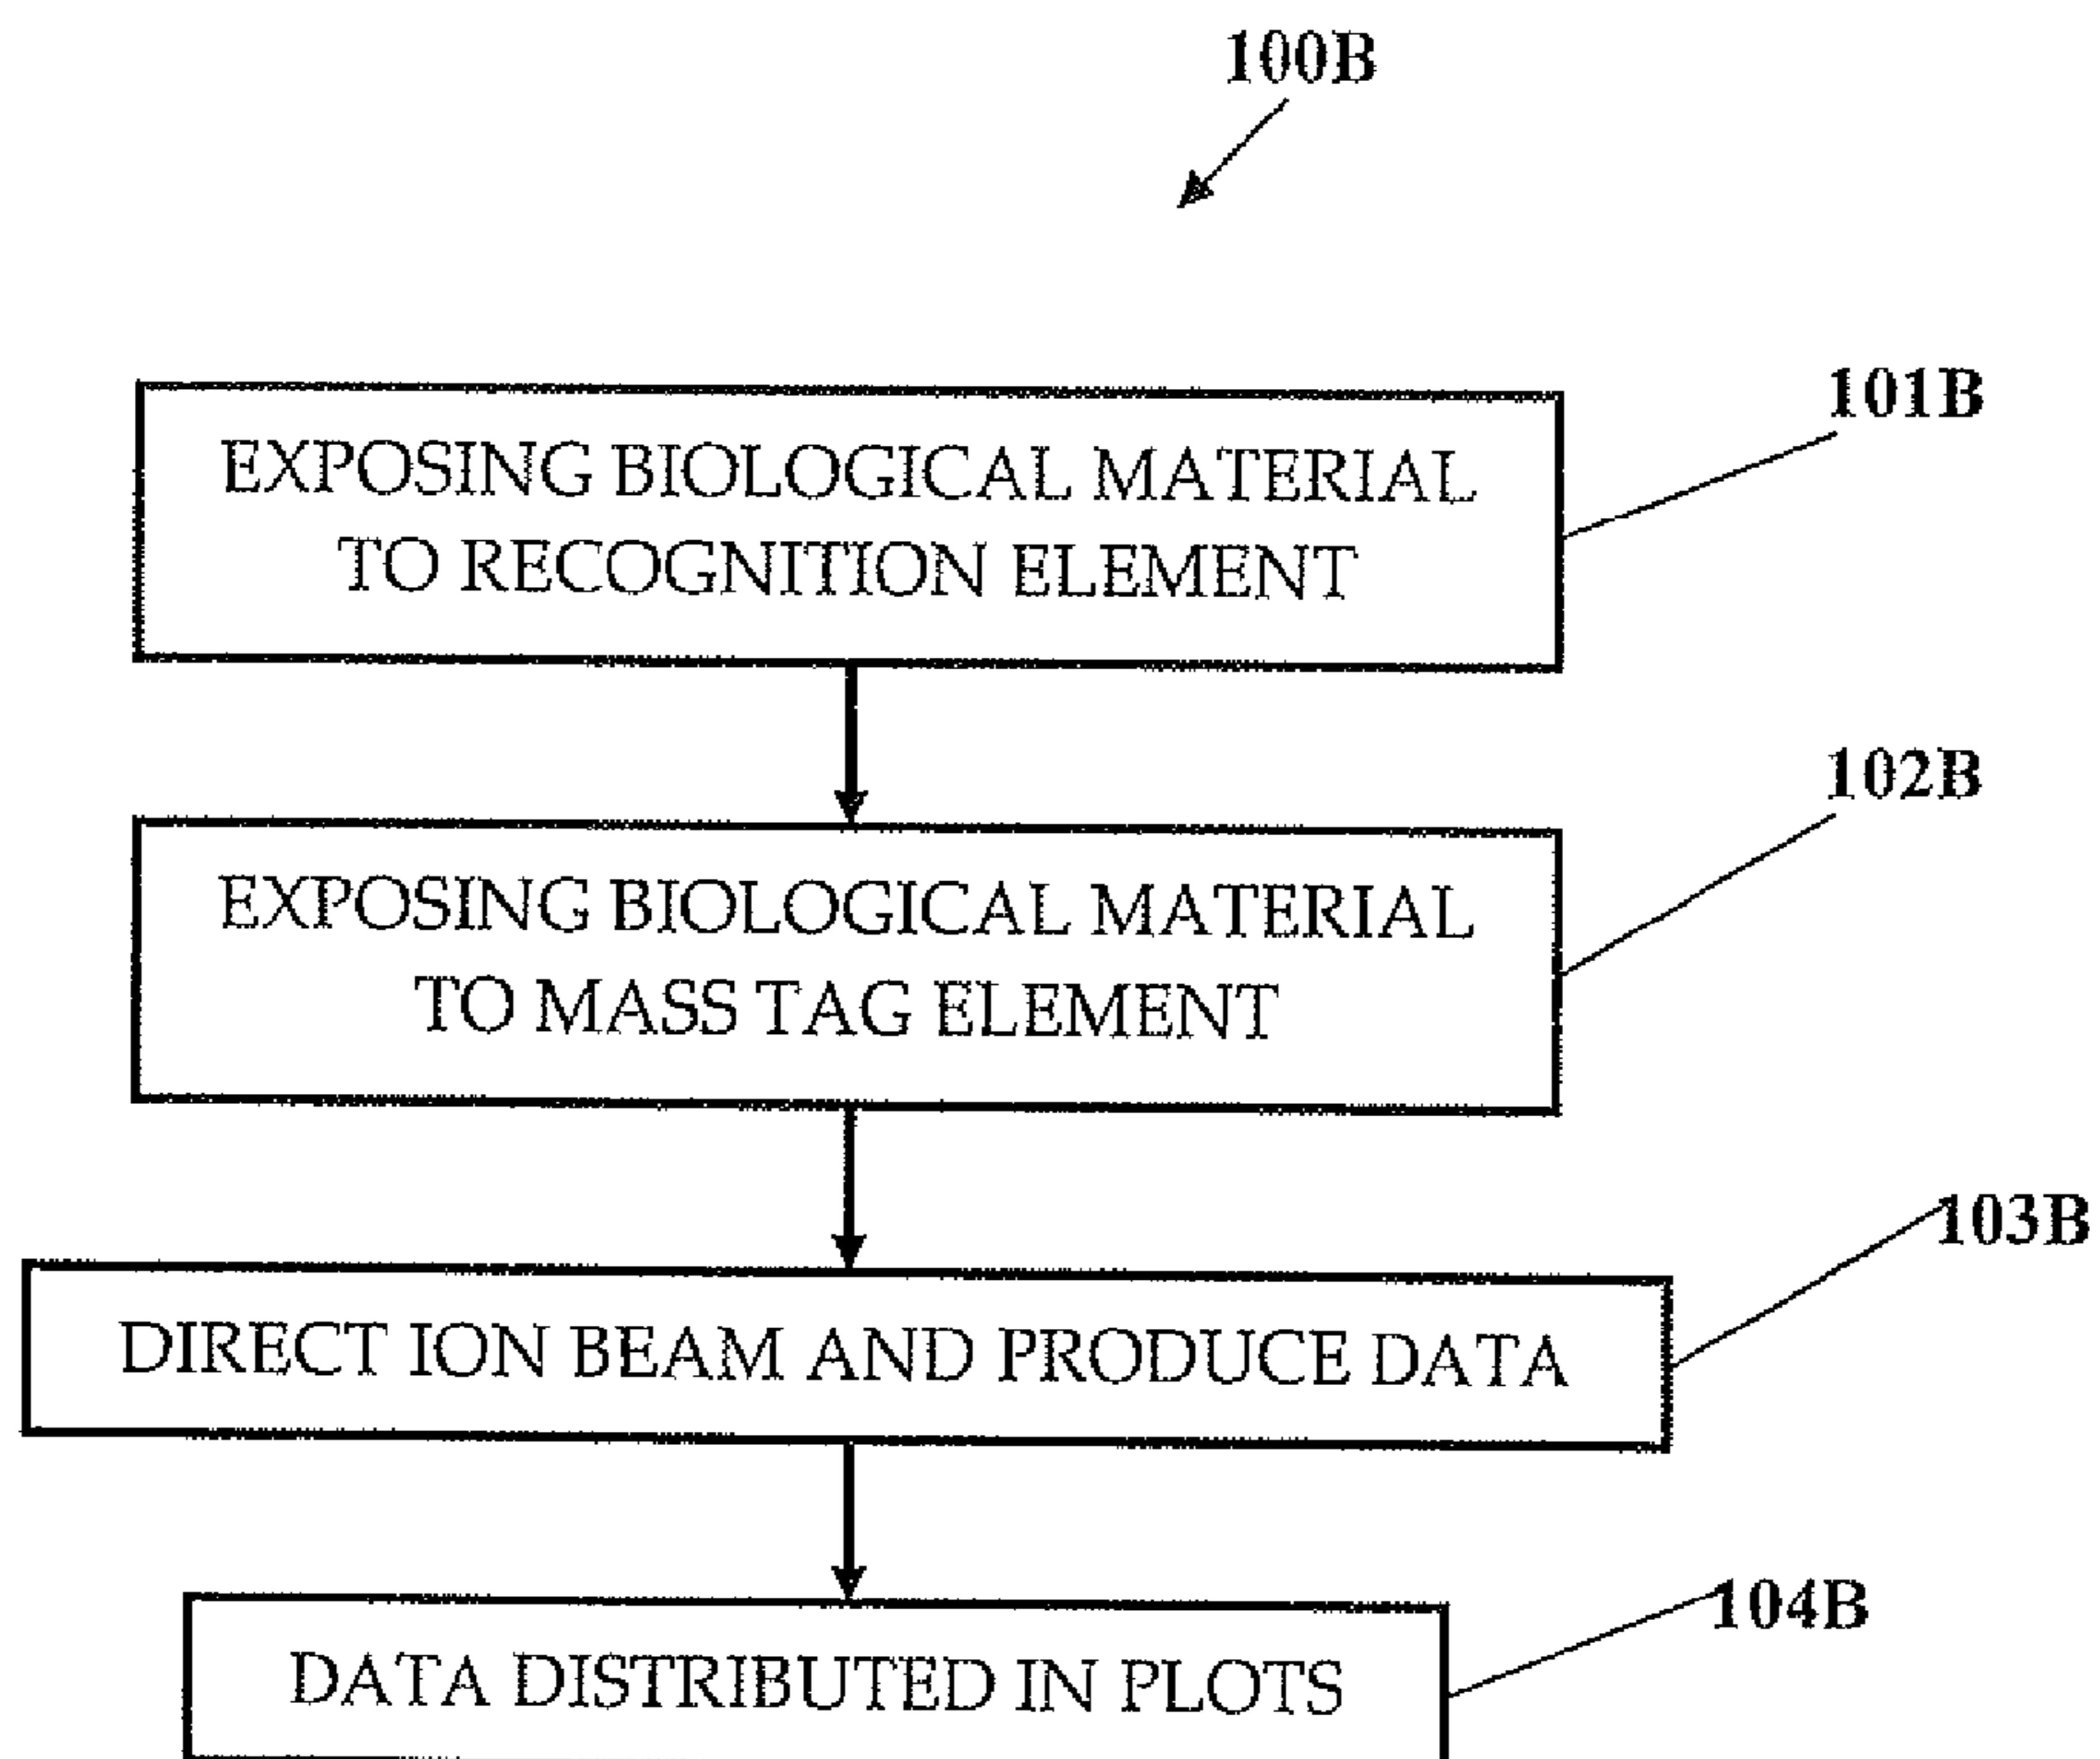 100B
101B
EXPOSING BIOLOGICAL MATERIAL
TO RECOGNITION ELEMENT
102B
EXPOSING BIOLOGICAL MATERIAL
TO MASS TAG ELEMENT
103B
DIRECT ION BEAM AND PRODUCE DATA
104B
DATA DISTRIBUTED IN PLOTS